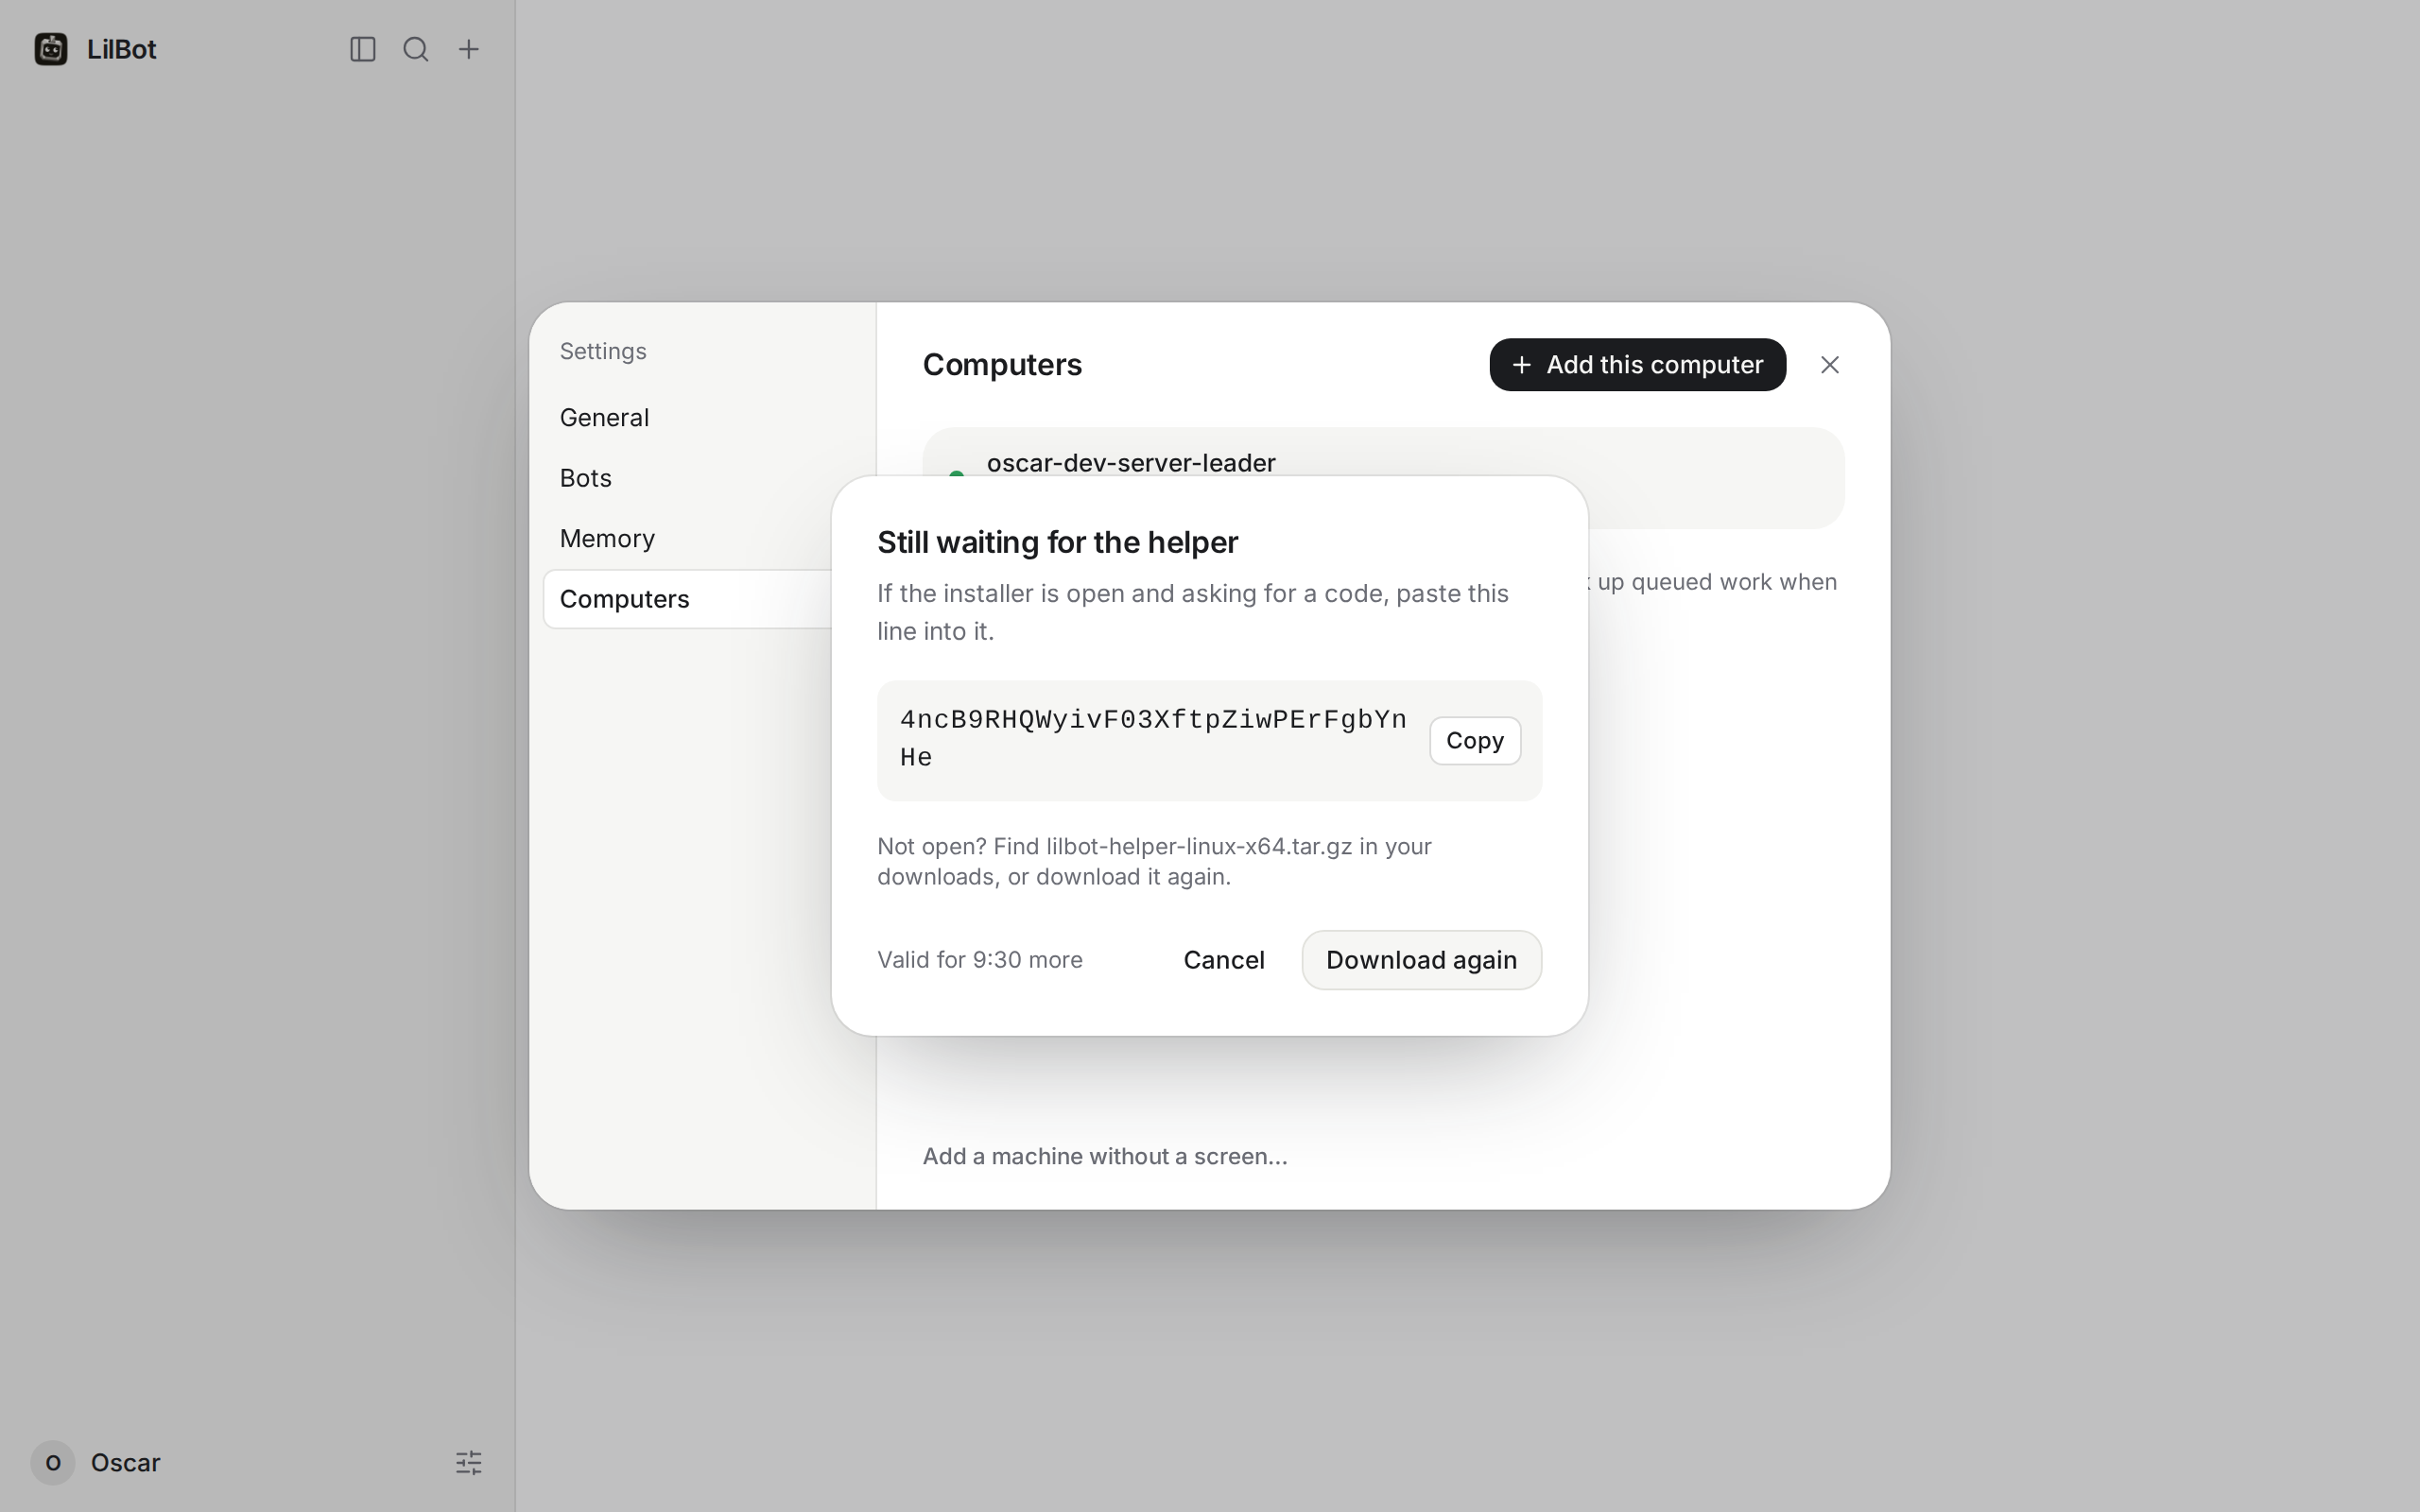 LilBot
Settings
General
Bots
Memory
Computers
Computers
Add this computer
oscar-dev-server-leader
up queued work when
Still waiting for the helper
If the installer is open and asking for a code, paste this
line into it.
4ncB9RHQWyivF03XftpZiwPErFgbYn
He
Copy
Not open? Find lilbot-helper-linux-x64.tar.gz in your
downloads, or download it again.
Valid for 9:30 more
Cancel
Download again
Add a machine without a screen...
O
Oscar